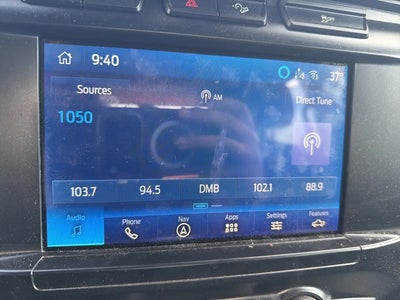 9:40
37°
Sources
AM
Direct Tune
1050
103.7 94.5 DMB 102.1 88.9
Audio Phone Nav Apps Settings Features